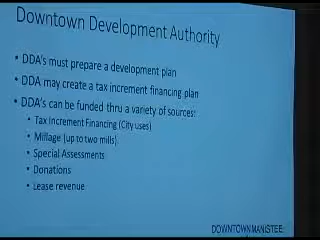 Downtown Development Authority
• DDA's must prepare a development plan
• DDA may create a tax increment financing plan
• DDA's can be funded thru a variety of sources:
• Tax Increment Financing (City uses)
• Millage (up to two mills)
• Special Assessments
• Donations
• Lease revenue
DOWNTOWN MANISTEE